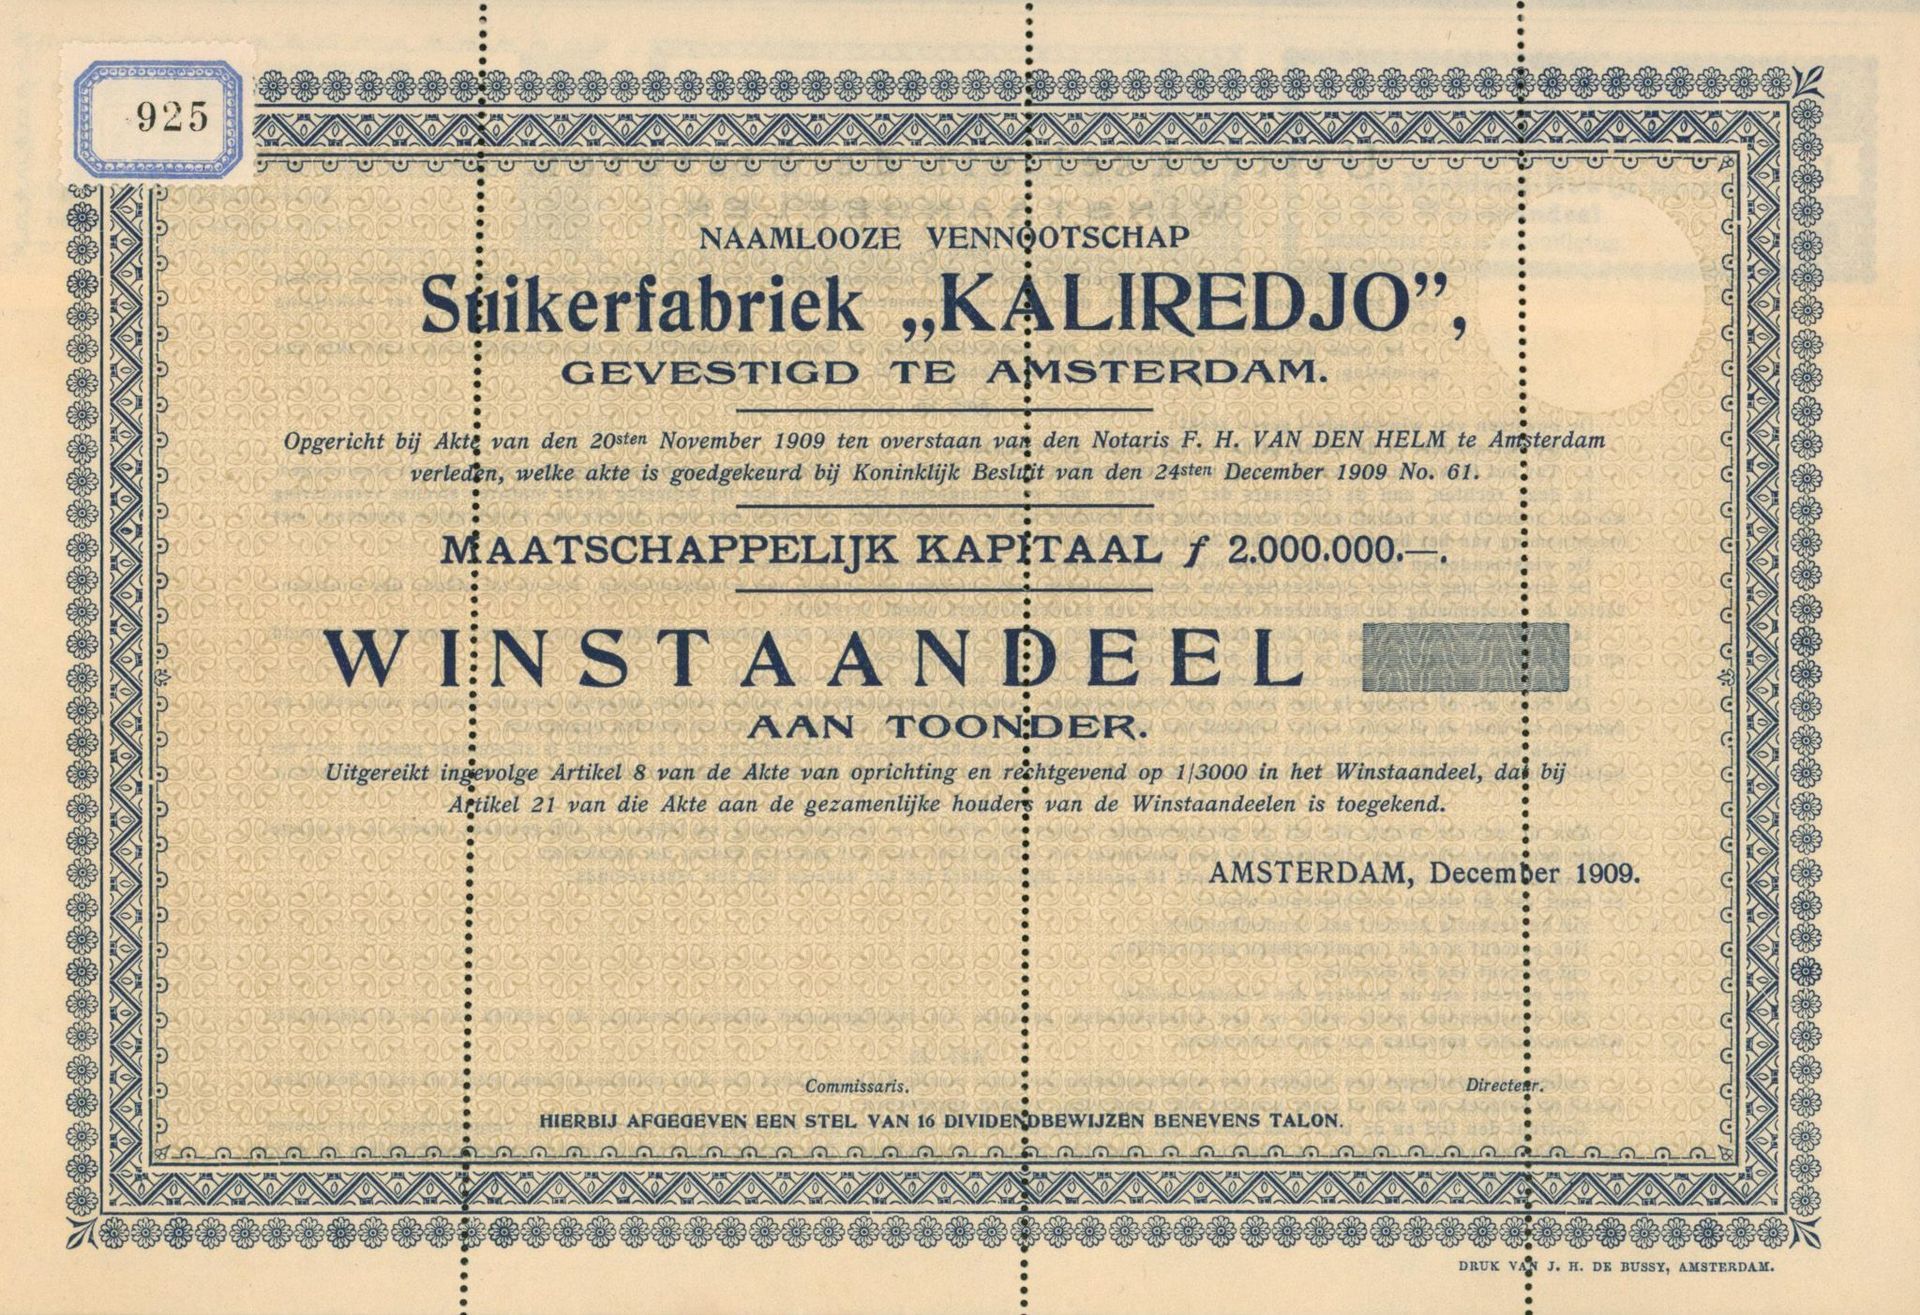 925
NAAMLOOZE VENNOOTSCHAP
Suikerfabriek „KALIREDJO”,
GEVESTIGD TE AMSTERDAM.
Opgericht bij Akte van den 20sten November 1909 ten overstaan van den Notaris F. H. VAN DEN HELM te Amsterdam
verleden, welke akte is goedgekeurd bij Koninklijk Besluit van den 24sten December 1909 No. 61.
MAATSCHAPPELIJK KAPITAAL ƒ 2.000.000.—.
WINSTAANDEEL
AAN TOONDER.
Uitgereikt ingevolge Artikel 8 van de Akte van oprichting en rechtgevend op 1/3000 in het Winstaandeel, dat bij
Artikel 21 van die Akte aan de gezamenlijke houders van de Winstaandeelen is toegekend.
AMSTERDAM, December 1909.
Commissaris. Directeur.
HIERBIJ AFGEGEVEN EEN STEL VAN 16 DIVIDENDBEWIJZEN BENEVENS TALON.
DRUK VAN J. H. DE BUSSY, AMSTERDAM.